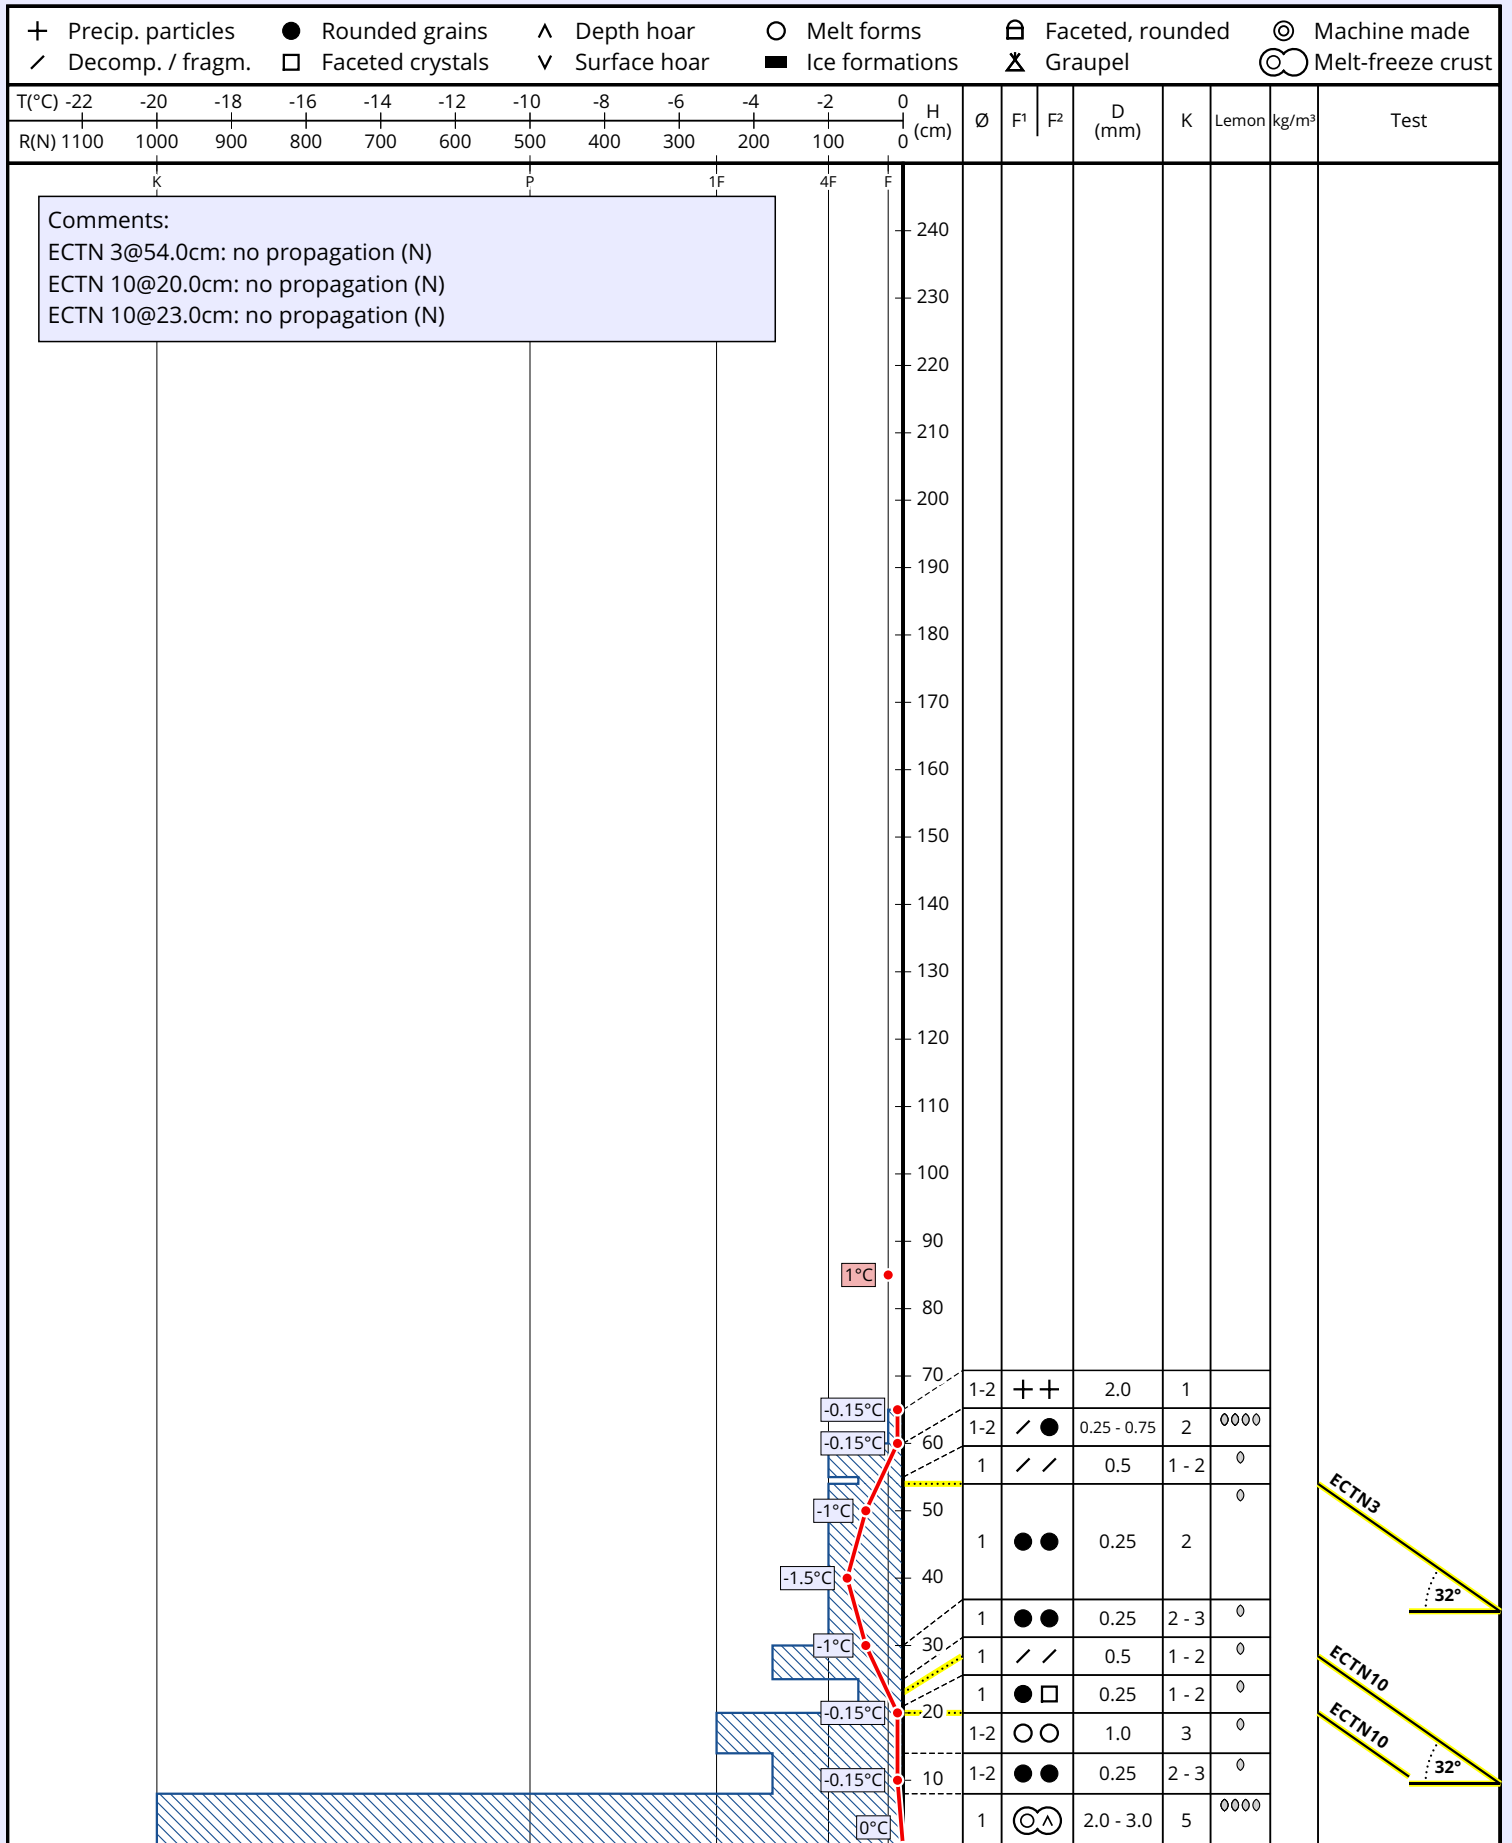 Precip. particles Rounded grains Depth hoar Melt forms Faceted, rounded Machine made
Decomp. / fragm. Faceted crystals Surface hoar Ice formations Graupel Melt-freeze crust
T(°C) -22 -20 -18 -16 -14 -12 -10 -8 -6 -4 -2 0
R(N) 1100 1000 900 800 700 600 500 400 300 200 100 0
H (cm) Ø F¹ F² D (mm) K Lemon kg/m³ Test
K P 1F 4F F
Comments:
ECTN 3@54.0cm: no propagation (N)
ECTN 10@20.0cm: no propagation (N)
ECTN 10@23.0cm: no propagation (N)
240
230
220
210
200
190
180
170
160
150
140
130
120
110
100
90
1°C
80
70
1-2 2.0 1
-0.15°C
1-2 0.25 - 0.75 2
-0.15°C 60
1 0.5 1 - 2
ECTN3
-1°C 50
1 0.25 2
-1.5°C 40
32°
1 0.25 2 - 3
-1°C 30
1 0.5 1 - 2
ECTN10
1 0.25 1 - 2
-0.15°C 20
ECTN10
1-2 1.0 3
32°
1-2 0.25 2 - 3
-0.15°C 10
1 2.0 - 3.0 5
0°C